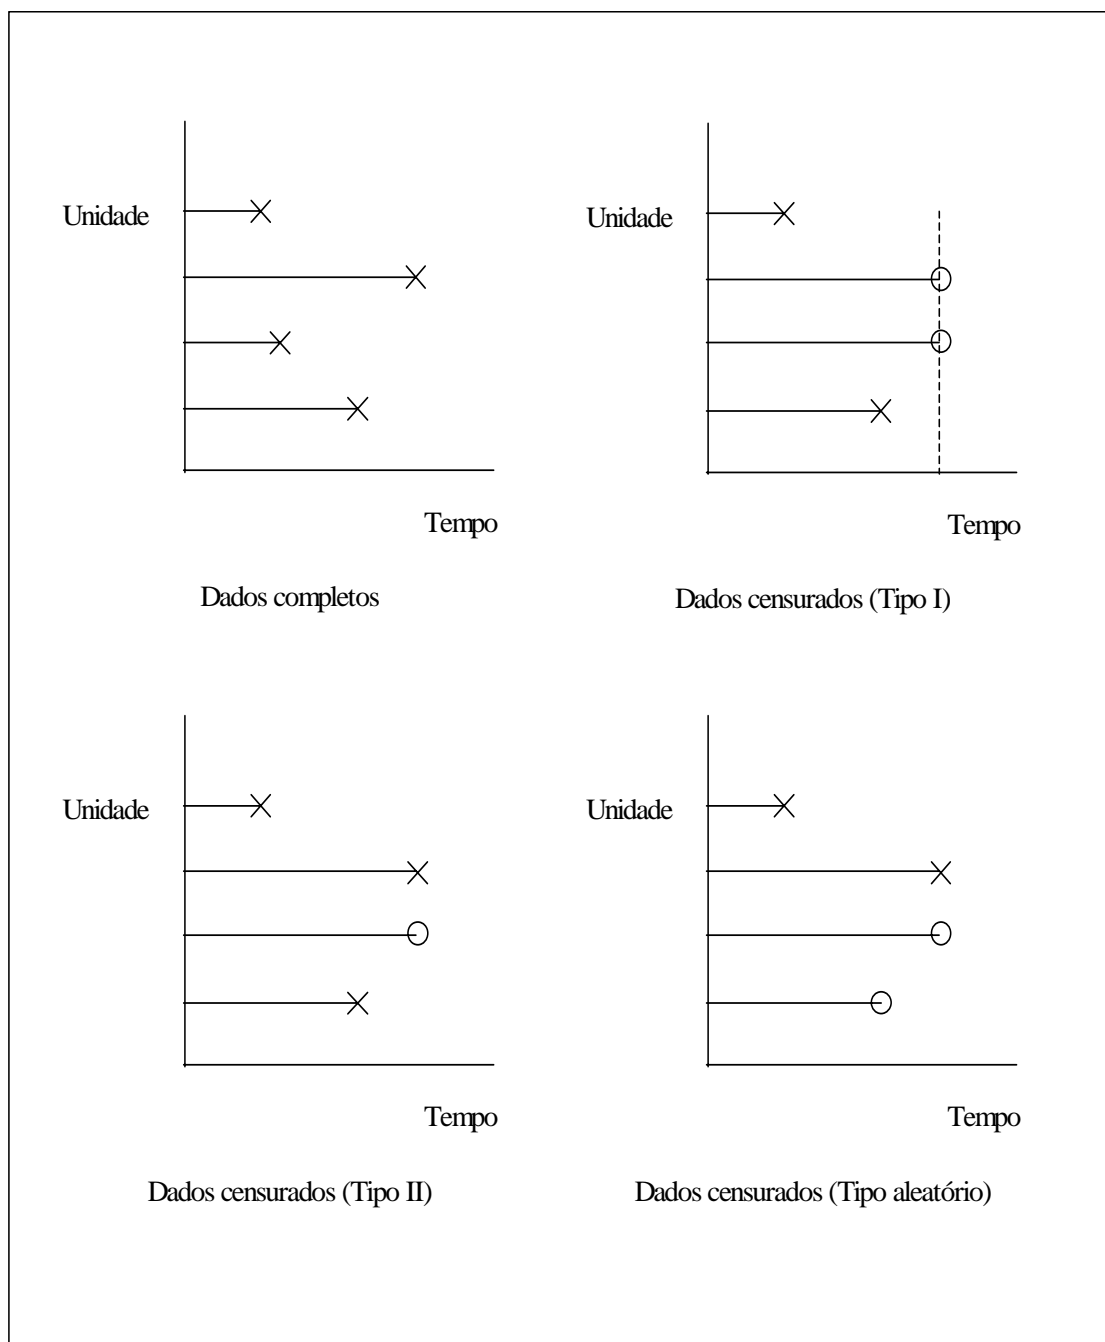 Unidade
Tempo
Dados completos
Unidade
Tempo
Dados censurados (Tipo I)
Unidade
Tempo
Dados censurados (Tipo II)
Unidade
Tempo
Dados censurados (Tipo aleatório)